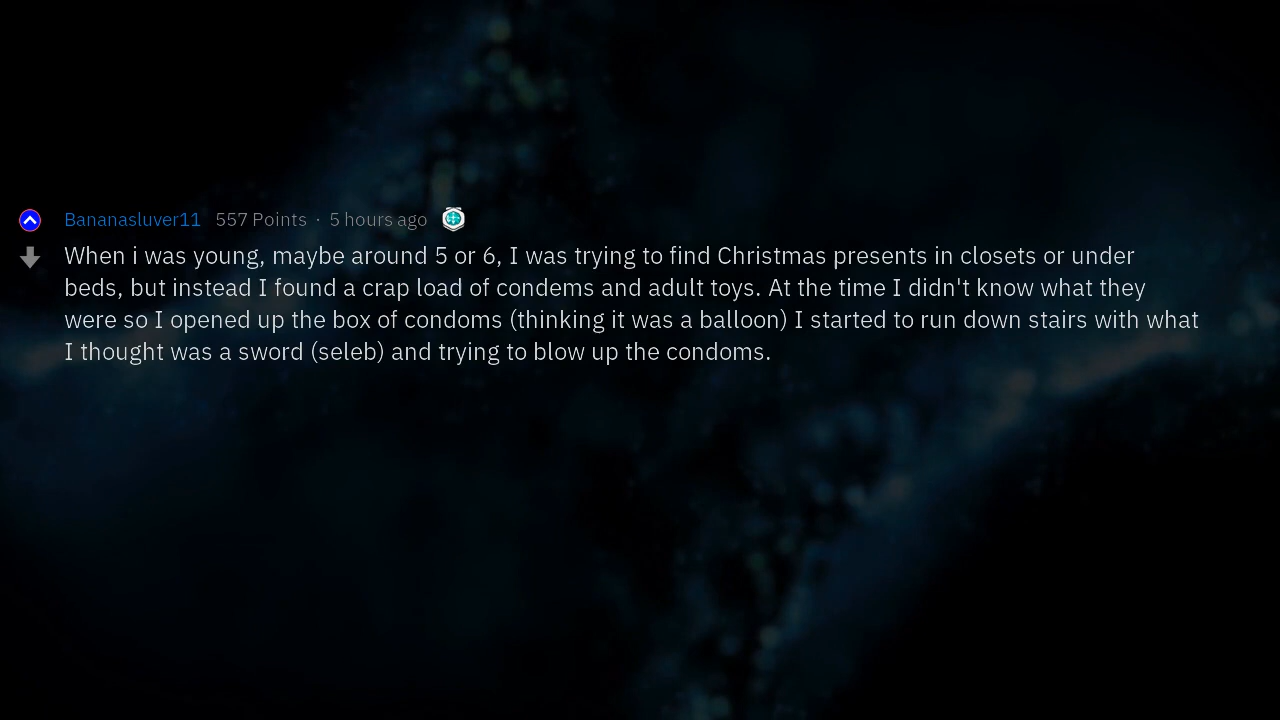 Bananasluver11 557 Points · 5 hours ago
When i was young, maybe around 5 or 6, I was trying to find Christmas presents in closets or under
beds, but instead I found a crap load of condems and adult toys. At the time I didn't know what they
were so I opened up the box of condoms (thinking it was a balloon) I started to run down stairs with what
I thought was a sword (seleb) and trying to blow up the condoms.